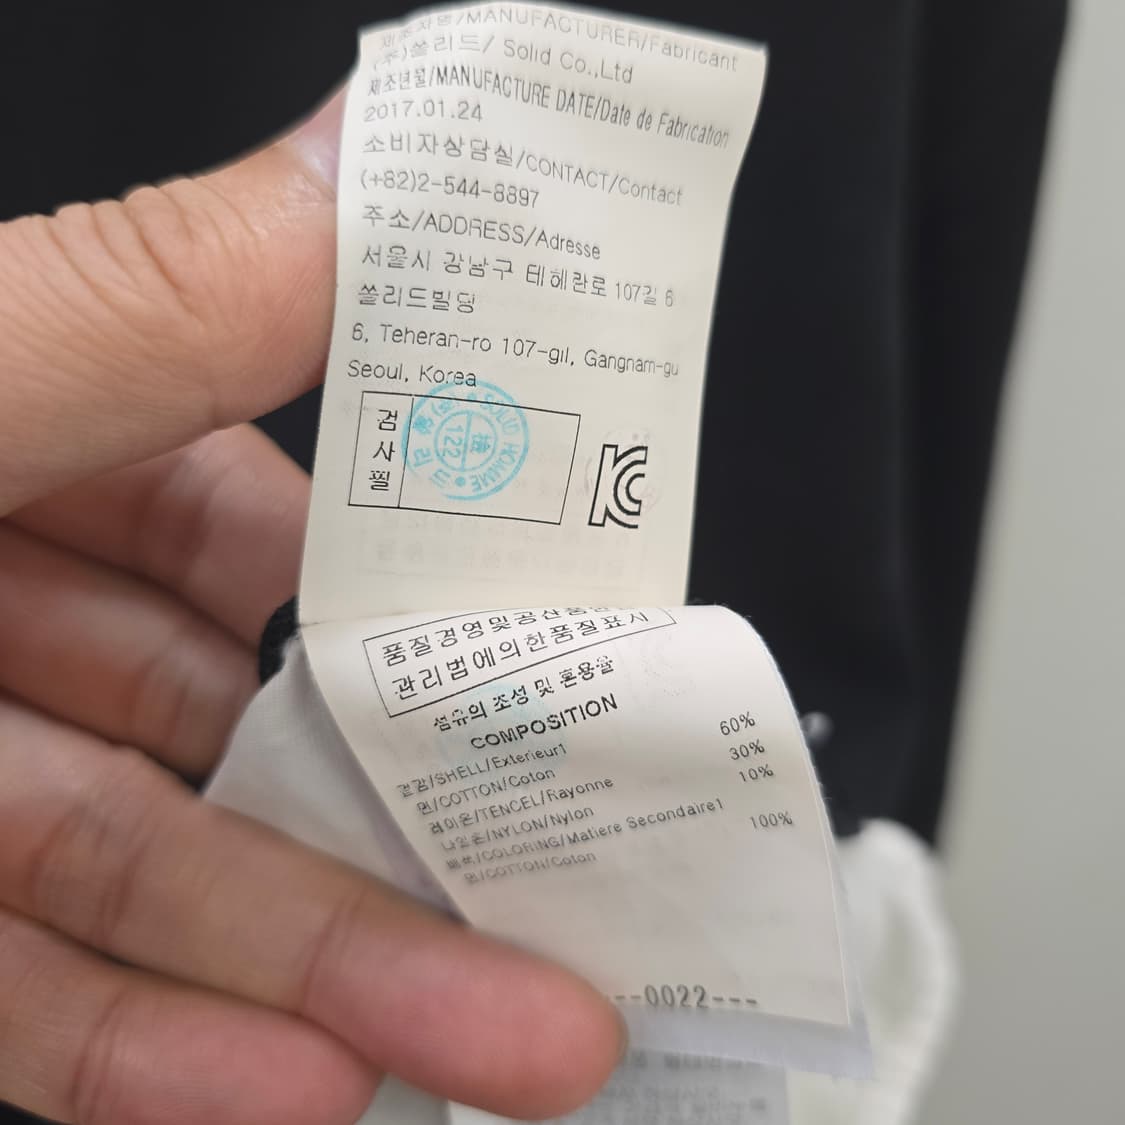 제조자명/MANUFACTURER/Fabricant
(주)쏠리드/ Solid Co.,Ltd
제조년월/MANUFACTURE DATE/Date de Fabrication
2017.01.24
소비자상담실/CONTACT/Contact
(+82)2-544-8897
주소/ADDRESS/Adresse
서울시 강남구 테헤란로 107길 6
쏠리드빌딩
6, Teheran-ro 107-gil, Gangnam-gu
Seoul, Korea
검사필
(주)쏠리드 SOLID HOMME
122 檢
KC
품질경영및공산품
관리법에의한품질표시
섬유의 조성 및 혼용율
COMPOSITION
겉감/SHELL/Exterieur1
면/COTTON/Coton 60%
레이온/TENCEL/Rayonne 30%
나일론/NYLON/Nylon 10%
배색/COLORING/Matiere Secondaire1
면/COTTON/Coton 100%
--0022---